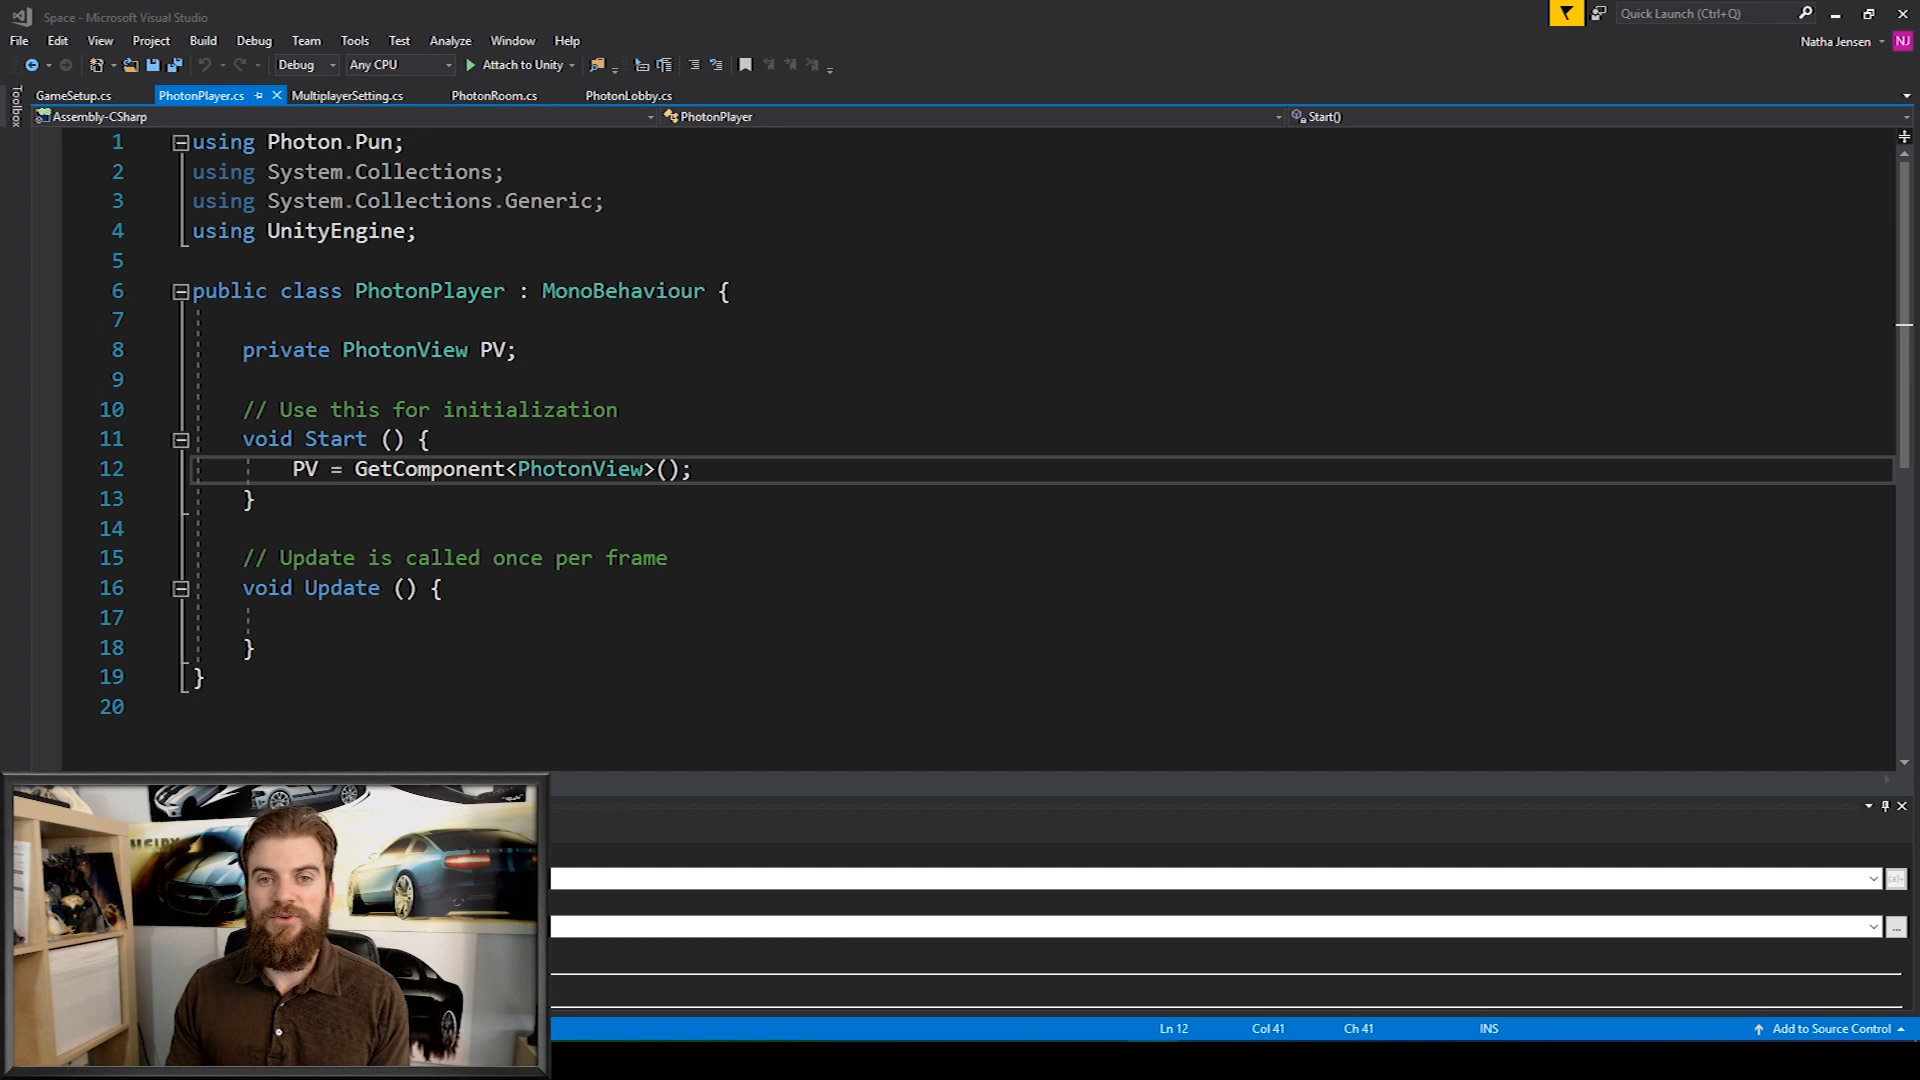 Space - Microsoft Visual Studio
Quick Launch (Ctrl+Q)
File Edit View Project Build Debug Team Tools Test Analyze Window Help
Natha Jensen NJ
Debug Any CPU Attach to Unity
Toolbox
GameSetup.cs PhotonPlayer.cs MultiplayerSetting.cs PhotonRoom.cs PhotonLobby.cs
Assembly-CSharp PhotonPlayer Start()
1 using Photon.Pun;
2 using System.Collections;
3 using System.Collections.Generic;
4 using UnityEngine;
5
6 public class PhotonPlayer : MonoBehaviour {
7
8 private PhotonView PV;
9
10 // Use this for initialization
11 void Start () {
12 PV = GetComponent<PhotonView>();
13 }
14
15 // Update is called once per frame
16 void Update () {
17
18 }
19 }
20
...
Ln 12 Col 41 Ch 41 INS Add to Source Control